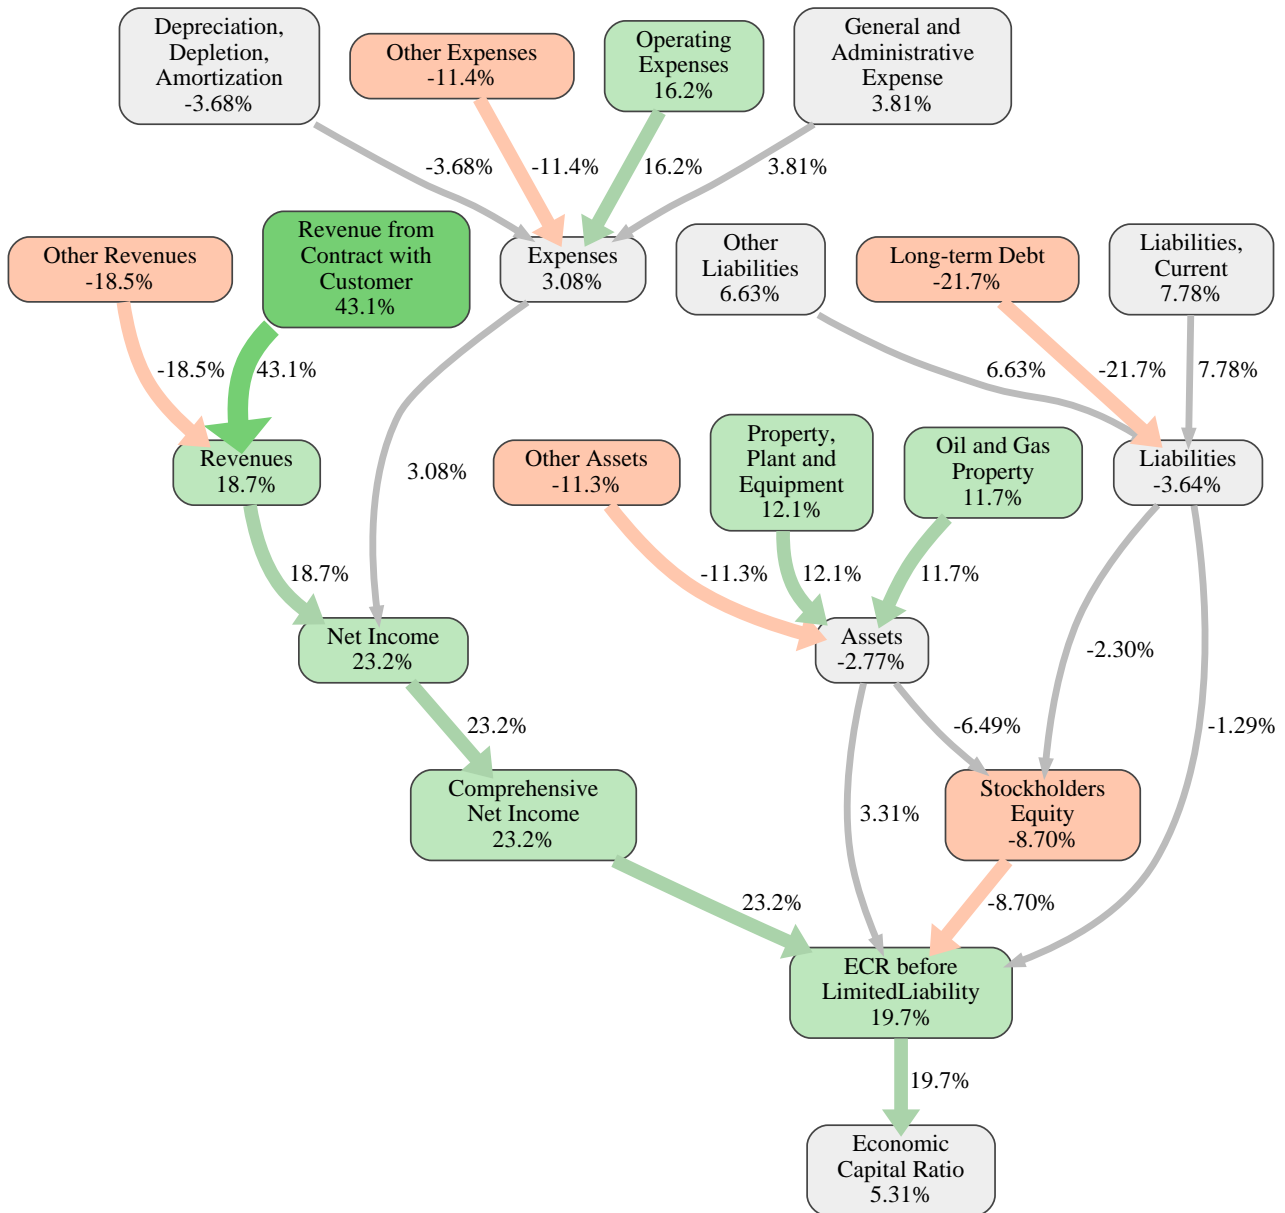 Depreciation,
Depletion,
Amortization
-3.68%
Other Expenses
-11.4%
Operating
Expenses
16.2%
General and
Administrative
Expense
3.81%
-3.68%
-11.4%
16.2%
3.81%
Other Revenues
-18.5%
Revenue from
Contract with
Customer
43.1%
Expenses
3.08%
Other
Liabilities
6.63%
Long-term Debt
-21.7%
Liabilities,
Current
7.78%
-18.5%
43.1%
6.63%
-21.7%
7.78%
Revenues
18.7%
3.08%
Other Assets
-11.3%
Property,
Plant and
Equipment
12.1%
Oil and Gas
Property
11.7%
Liabilities
-3.64%
18.7%
-11.3%
12.1%
11.7%
Net Income
23.2%
Assets
-2.77%
-2.30%
23.2%
-6.49%
-1.29%
Comprehensive
Net Income
23.2%
3.31%
Stockholders
Equity
-8.70%
23.2%
-8.70%
ECR before
LimitedLiability
19.7%
19.7%
Economic
Capital Ratio
5.31%